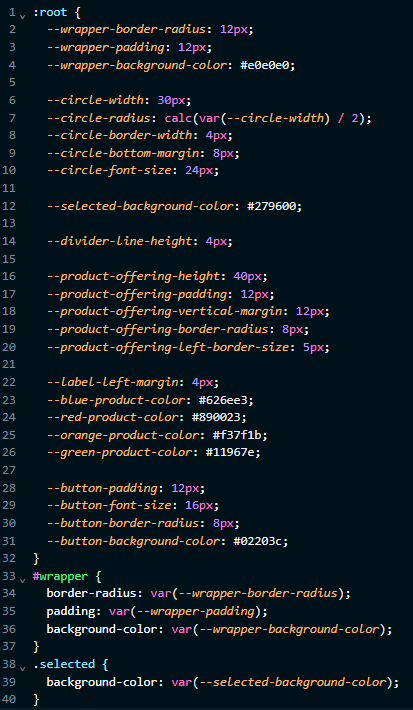 1 :root {
2 --wrapper-border-radius: 12px;
3 --wrapper-padding: 12px;
4 --wrapper-background-color: #e0e0e0;
5
6 --circle-width: 30px;
7 --circle-radius: calc(var(--circle-width) / 2);
8 --circle-border-width: 4px;
9 --circle-bottom-margin: 8px;
10 --circle-font-size: 24px;
11
12 --selected-background-color: #279600;
13
14 --divider-line-height: 4px;
15
16 --product-offering-height: 40px;
17 --product-offering-padding: 12px;
18 --product-offering-vertical-margin: 12px;
19 --product-offering-border-radius: 8px;
20 --product-offering-left-border-size: 5px;
21
22 --label-left-margin: 4px;
23 --blue-product-color: #626ee3;
24 --red-product-color: #890023;
25 --orange-product-color: #f37f1b;
26 --green-product-color: #11967e;
27
28 --button-padding: 12px;
29 --button-font-size: 16px;
30 --button-border-radius: 8px;
31 --button-background-color: #02203c;
32 }
33 #wrapper {
34 border-radius: var(--wrapper-border-radius);
35 padding: var(--wrapper-padding);
36 background-color: var(--wrapper-background-color);
37 }
38 .selected {
39 background-color: var(--selected-background-color);
40 }